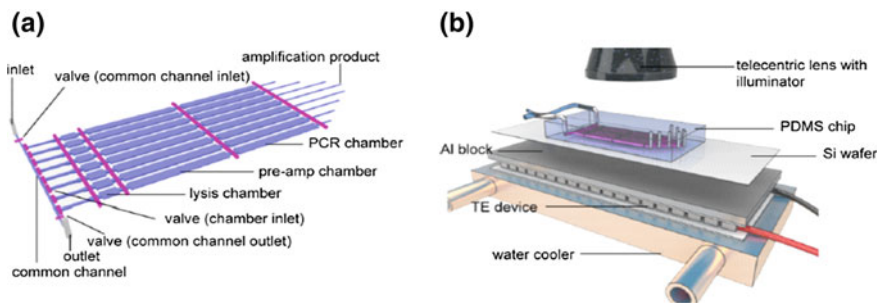 (a)
amplification product
inlet
valve (common channel inlet)
PCR chamber
pre-amp chamber
lysis chamber
valve (chamber inlet)
valve (common channel outlet)
outlet
common channel
(b)
telecentric lens with
illuminator
PDMS chip
Al block
Si wafer
TE device
water cooler